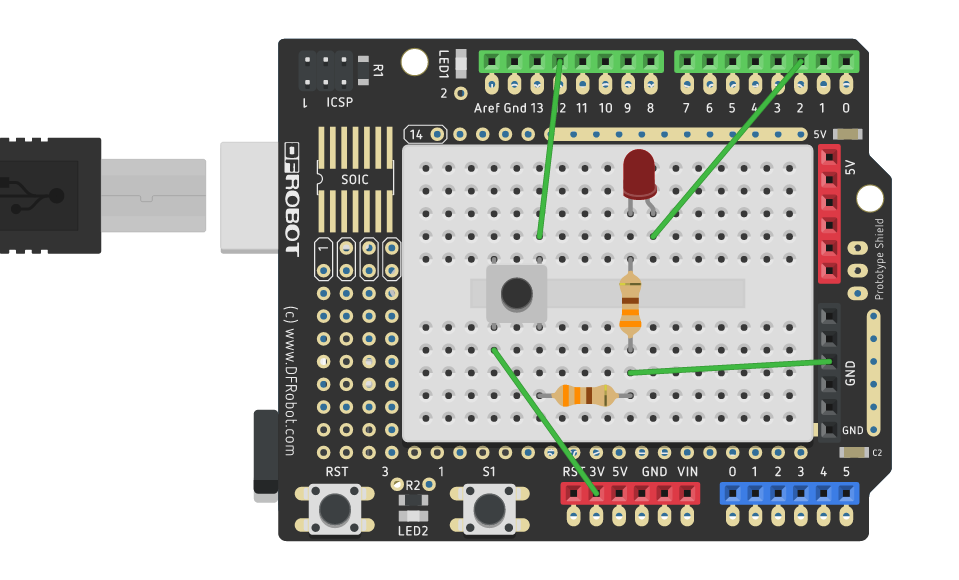 LED1
R1
1
ICSP
2
Aref Gnd 13 12 11 10 9 8
7 6 5 4 3 2 1 0
14
5V
5V
SOIC
DFROBOT
1
Prototype Shield
(c) www.DFRobot.com
GND
GND
C2
RST
3
1
S1
RST 3V 5V GND VIN
0 1 2 3 4 5
R2
LED2